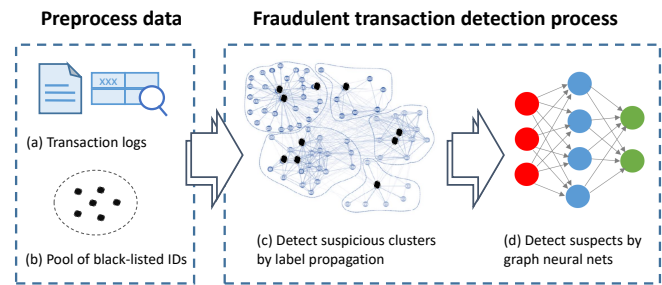 Preprocess data
Fraudulent transaction detection process
XXX
(a) Transaction logs
(b) Pool of black-listed IDs
(c) Detect suspicious clusters
by label propagation
(d) Detect suspects by
graph neural nets